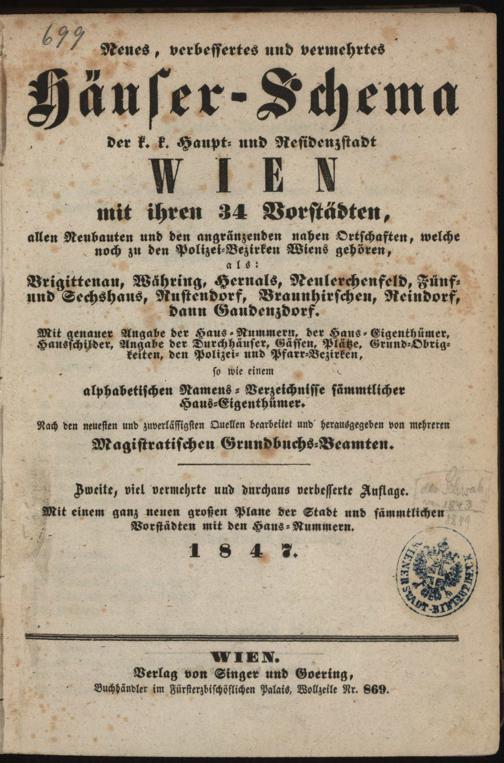 699
Neues, verbessertes und vermehrtes
Häuser-Schema
der k. k. Haupt- und Residenzstadt
WIEN
mit ihren 34 Vorstädten,
allen Neubauten und den angränzenden nahen Ortschaften, welche
noch zu den Polizei-Bezirken Wiens gehören,
als:
Brigittenau, Währing, Hernals, Neulerchenfeld, Fünf-
und Sechshaus, Rustendorf, Braunhirschen, Reindorf,
dann Gaudenzdorf.
Mit genauer Angabe der Haus-Nummern, der Haus-Eigenthümer,
Hausschilder, Angabe der Durchhäuser, Gässen, Plätze, Grund-Obrig-
keiten, den Polizei- und Pfarr-Bezirken,
so wie einem
alphabetischen Namens-Verzeichnisse sämmtlicher
Haus-Eigenthümer.
Nach den neuesten und zuverlässigsten Quellen bearbeitet und herausgegeben von mehreren
Magistratischen Grundbuchs-Beamten.
Zweite, viel vermehrte und durchaus verbesserte Auflage.
Mit einem ganz neuen großen Plane der Stadt und sämmtlichen
Vorstädten mit den Haus-Nummern.
1847.
WIENER STADT-BIBLIOTHECK
WIEN.
Verlag von Singer und Goering,
Buchhändler im Fürsterzbischöflichen Palais, Wollzeile Nr. 869.